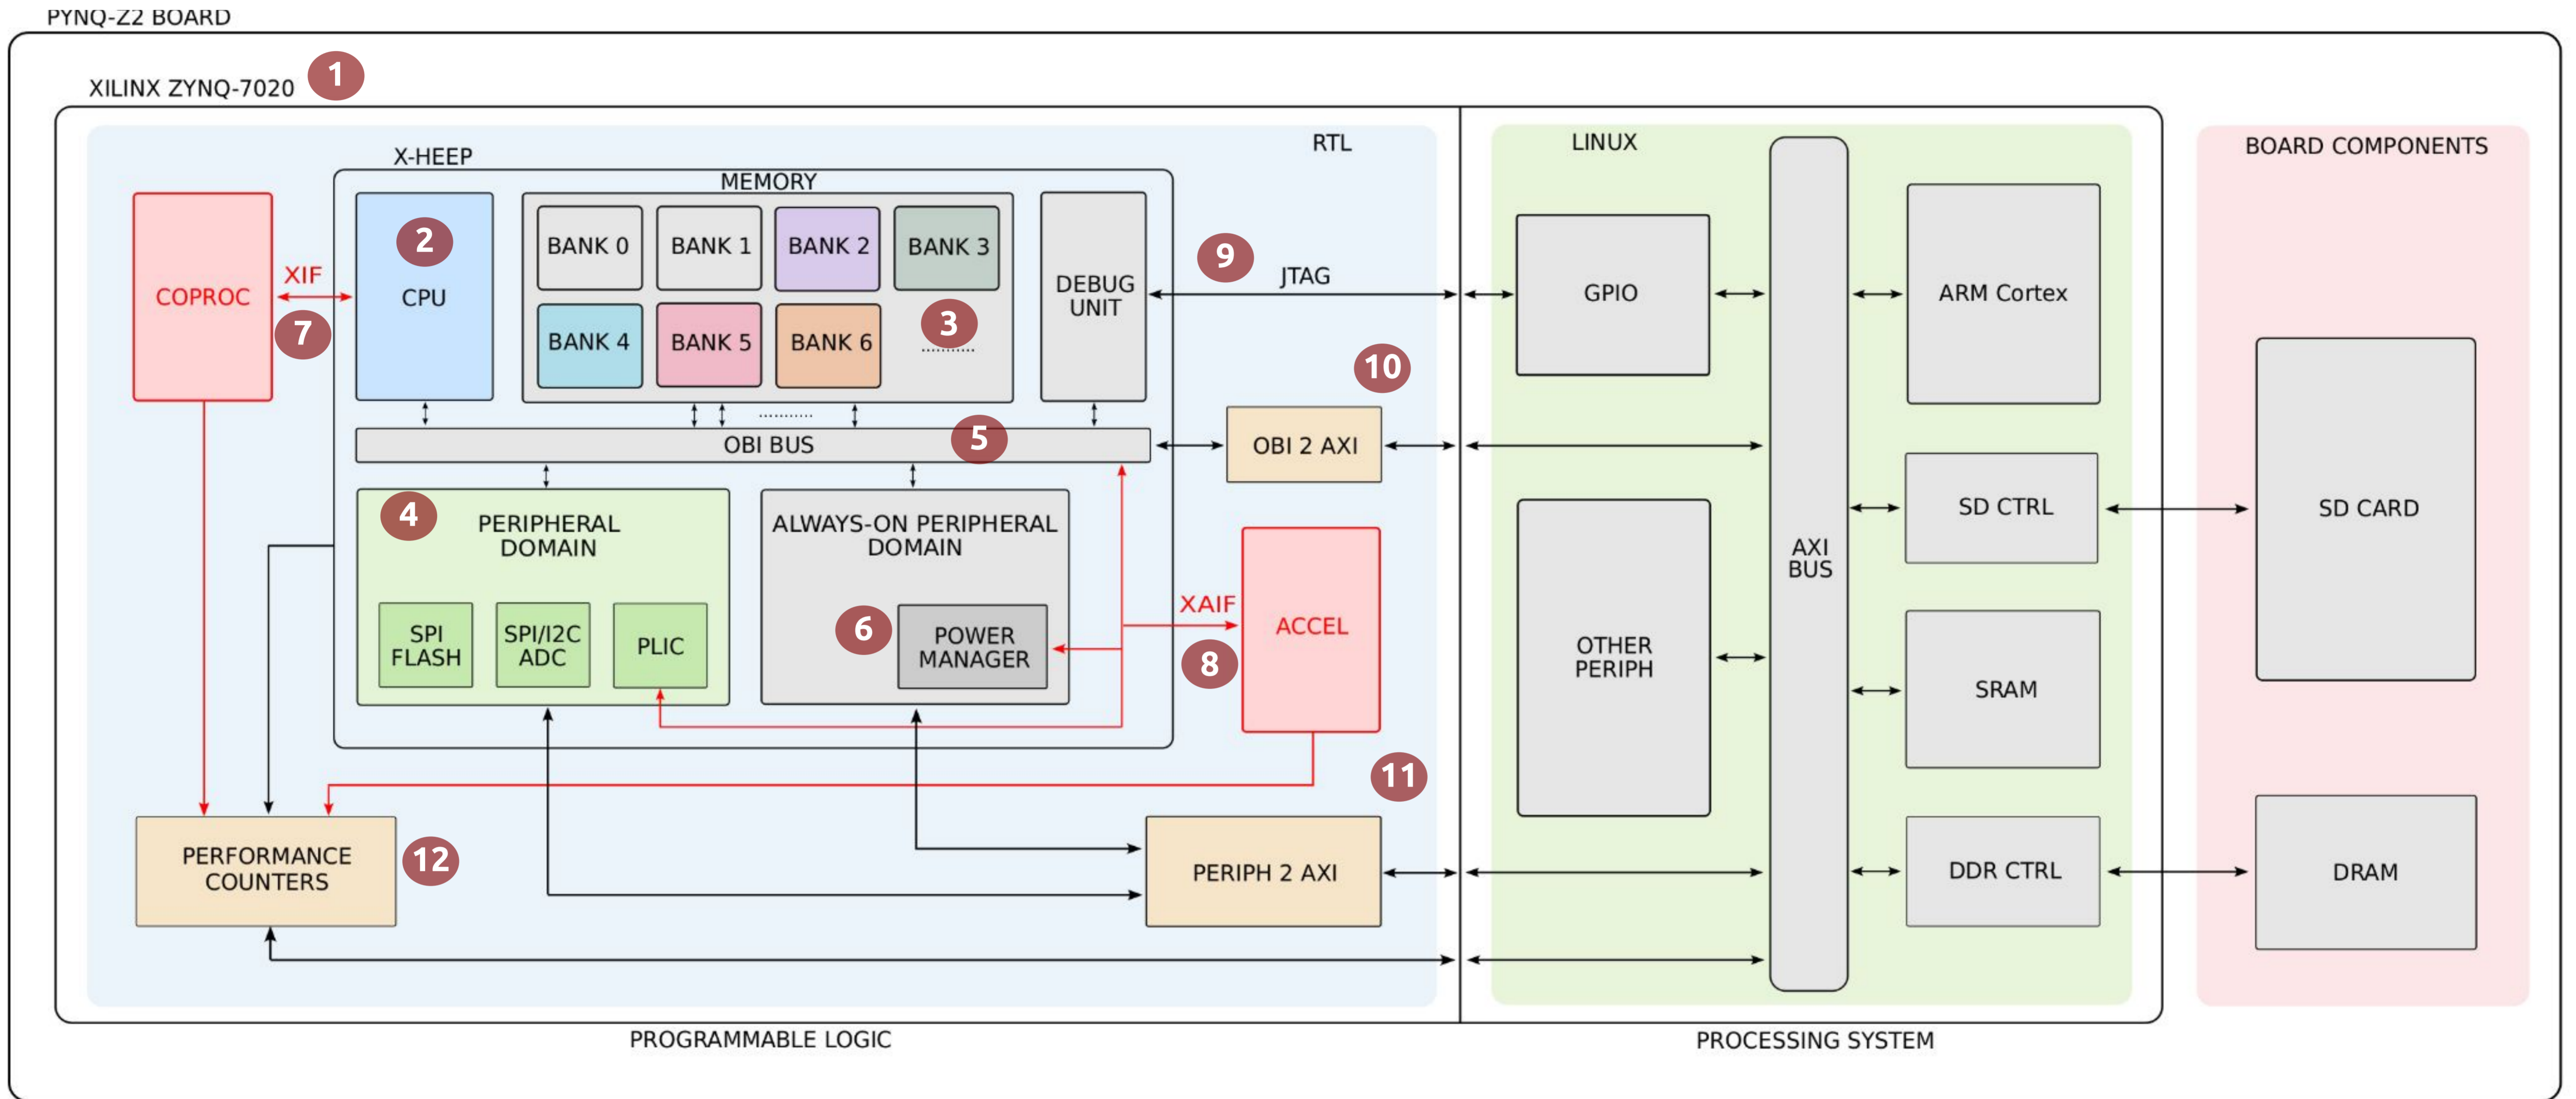 PYNQ-Z2 BOARD
XILINX ZYNQ-7020
1
X-HEEP
RTL
MEMORY
COPROC
XIF
7
2
CPU
BANK 0
BANK 1
BANK 2
BANK 3
BANK 4
BANK 5
BANK 6
3
DEBUG
UNIT
9
JTAG
OBI BUS
5
10
OBI 2 AXI
4
PERIPHERAL
DOMAIN
SPI
FLASH
SPI/I2C
ADC
PLIC
ALWAYS-ON PERIPHERAL
DOMAIN
6
POWER
MANAGER
XAIF
8
ACCEL
11
PERFORMANCE
COUNTERS
12
PERIPH 2 AXI
PROGRAMMABLE LOGIC
LINUX
GPIO
OTHER
PERIPH
AXI
BUS
ARM Cortex
SD CTRL
SRAM
DDR CTRL
PROCESSING SYSTEM
BOARD COMPONENTS
SD CARD
DRAM